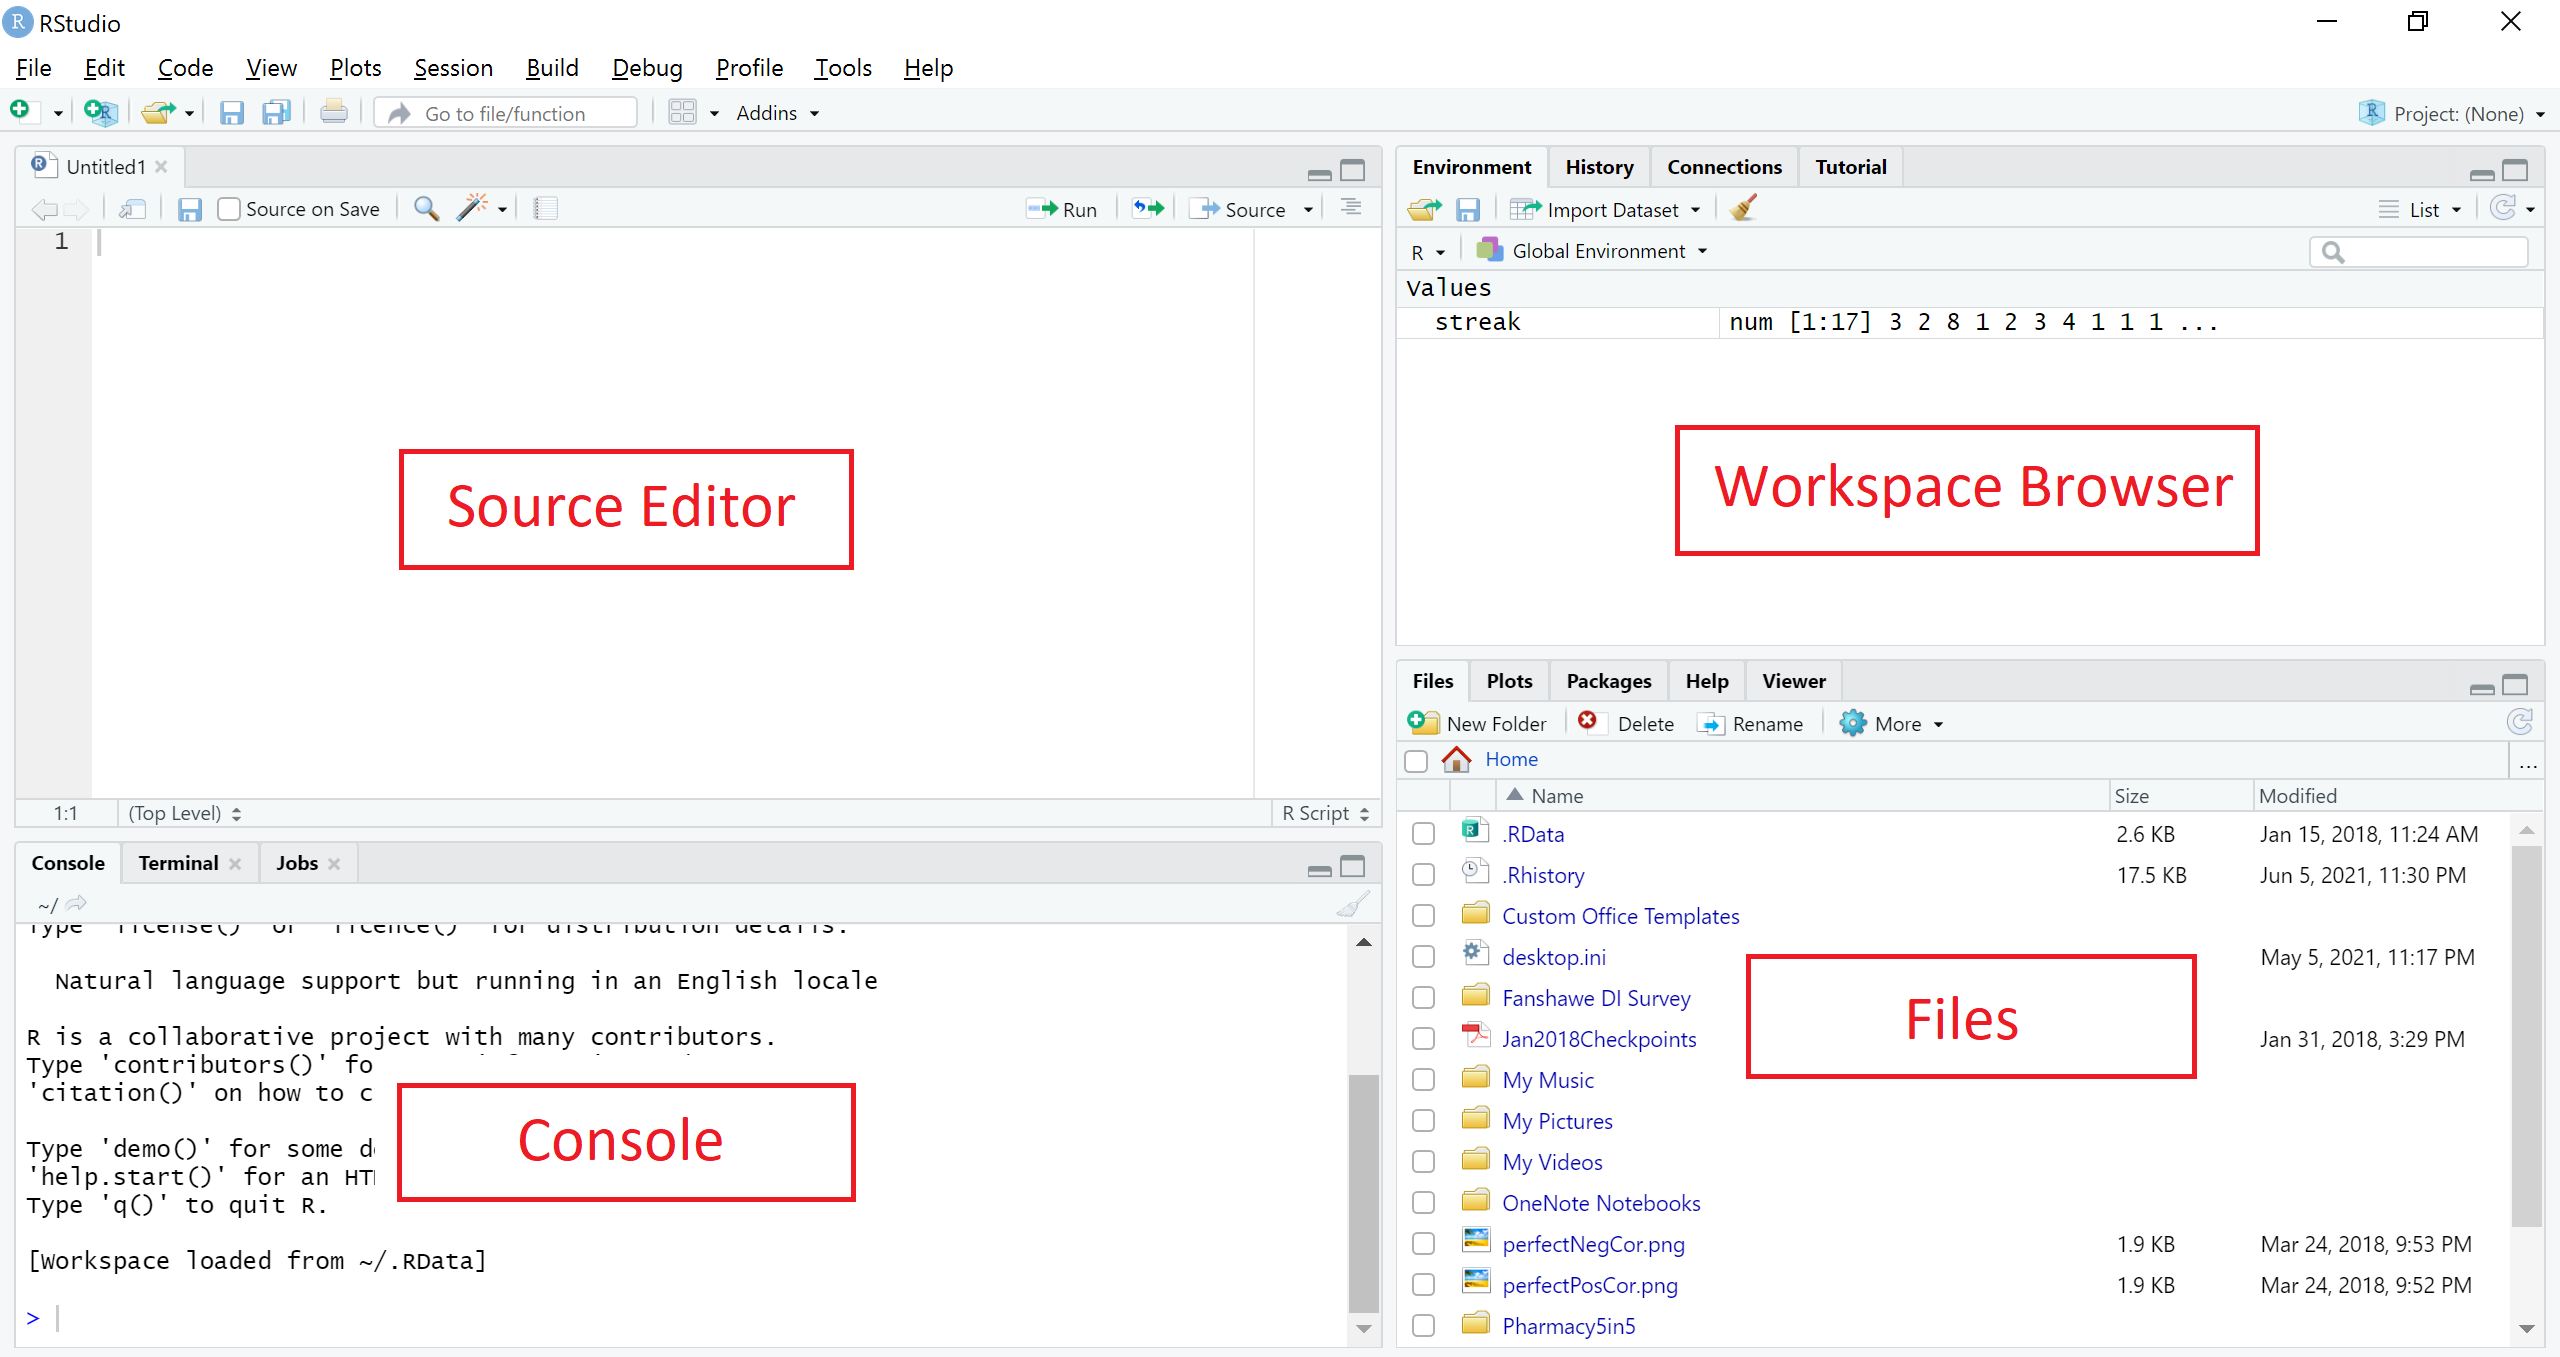 RStudio
File Edit Code View Plots Session Build Debug Profile Tools Help
Go to file/function Addins Project: (None)
Untitled1
Source on Save Run Source
1
Source Editor
1:1 (Top Level) R Script
Console Terminal Jobs
~/
Type 'license()' or 'licence()' for distribution details.
Natural language support but running in an English locale
R is a collaborative project with many contributors.
Type 'contributors()' fo
'citation()' on how to c
Console
Type 'demo()' for some d
'help.start()' for an HT
Type 'q()' to quit R.
[Workspace loaded from ~/.RData]
>
Environment History Connections Tutorial
Import Dataset List
R Global Environment
Values
streak num [1:17] 3 2 8 1 2 3 4 1 1 1 ...
Workspace Browser
Files Plots Packages Help Viewer
New Folder Delete Rename More
Home ...
Name Size Modified
.RData 2.6 KB Jan 15, 2018, 11:24 AM
.Rhistory 17.5 KB Jun 5, 2021, 11:30 PM
Custom Office Templates
desktop.ini May 5, 2021, 11:17 PM
Fanshawe DI Survey
Files
Jan2018Checkpoints Jan 31, 2018, 3:29 PM
My Music
My Pictures
My Videos
OneNote Notebooks
perfectNegCor.png 1.9 KB Mar 24, 2018, 9:53 PM
perfectPosCor.png 1.9 KB Mar 24, 2018, 9:52 PM
Pharmacy5in5